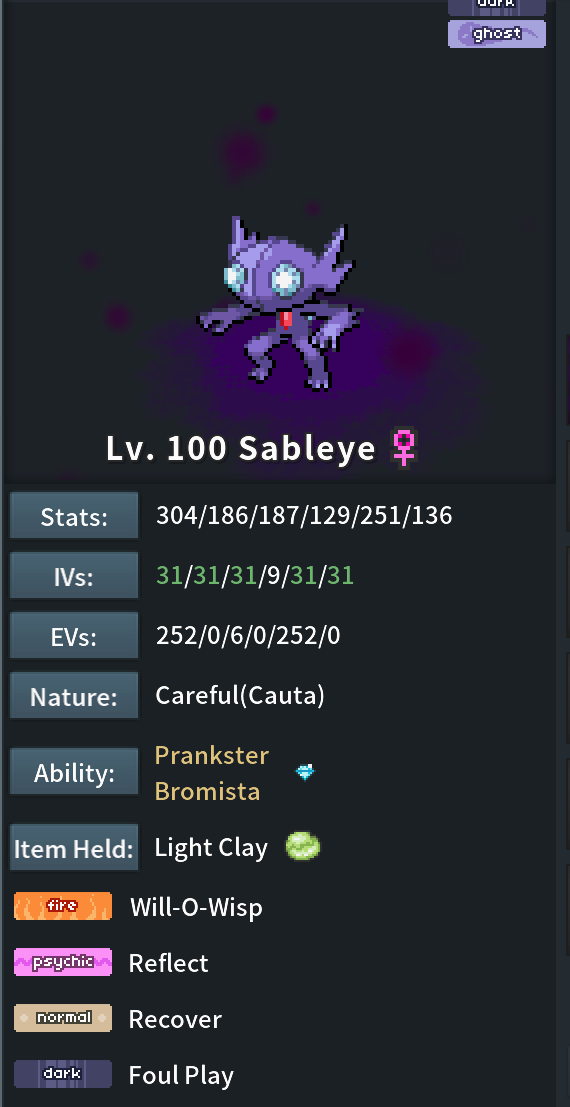 dark
ghost
Lv. 100 Sableye ♀
Stats: 304/186/187/129/251/136
IVs: 31/31/31/9/31/31
EVs: 252/0/6/0/252/0
Nature: Careful(Cauta)
Ability: Prankster
Bromista
Item Held: Light Clay
fire Will-O-Wisp
psychic Reflect
normal Recover
dark Foul Play